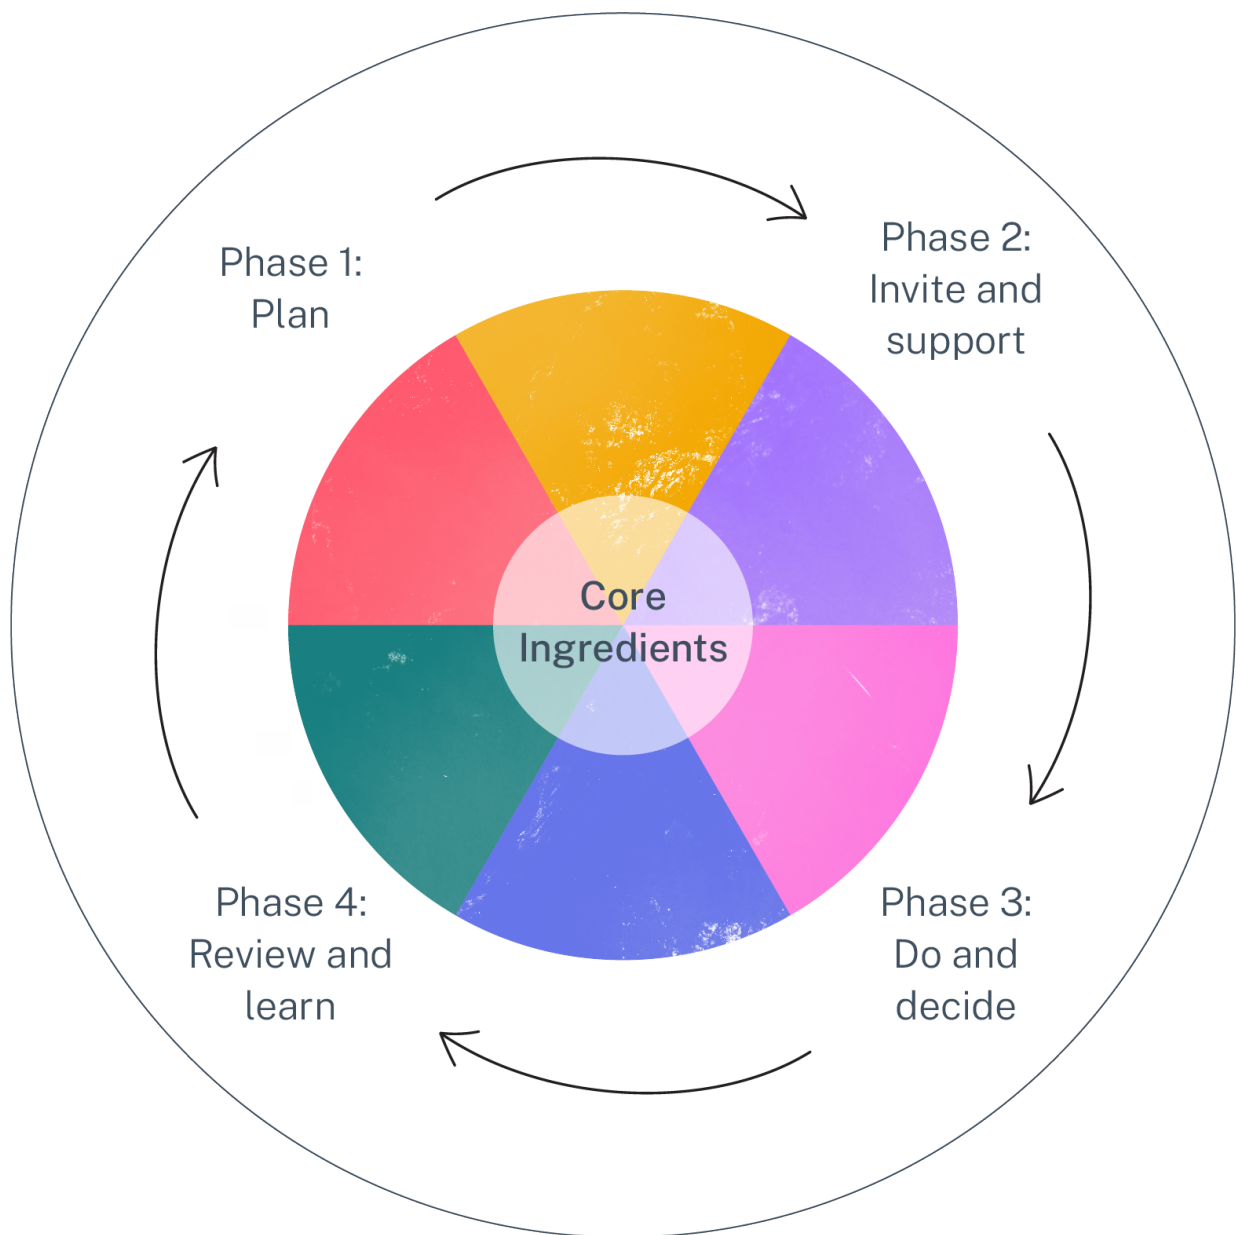 Phase 1:
Plan
Phase 2:
Invite and
support
Core
Ingredients
Phase 3:
Do and
decide
Phase 4:
Review and
learn